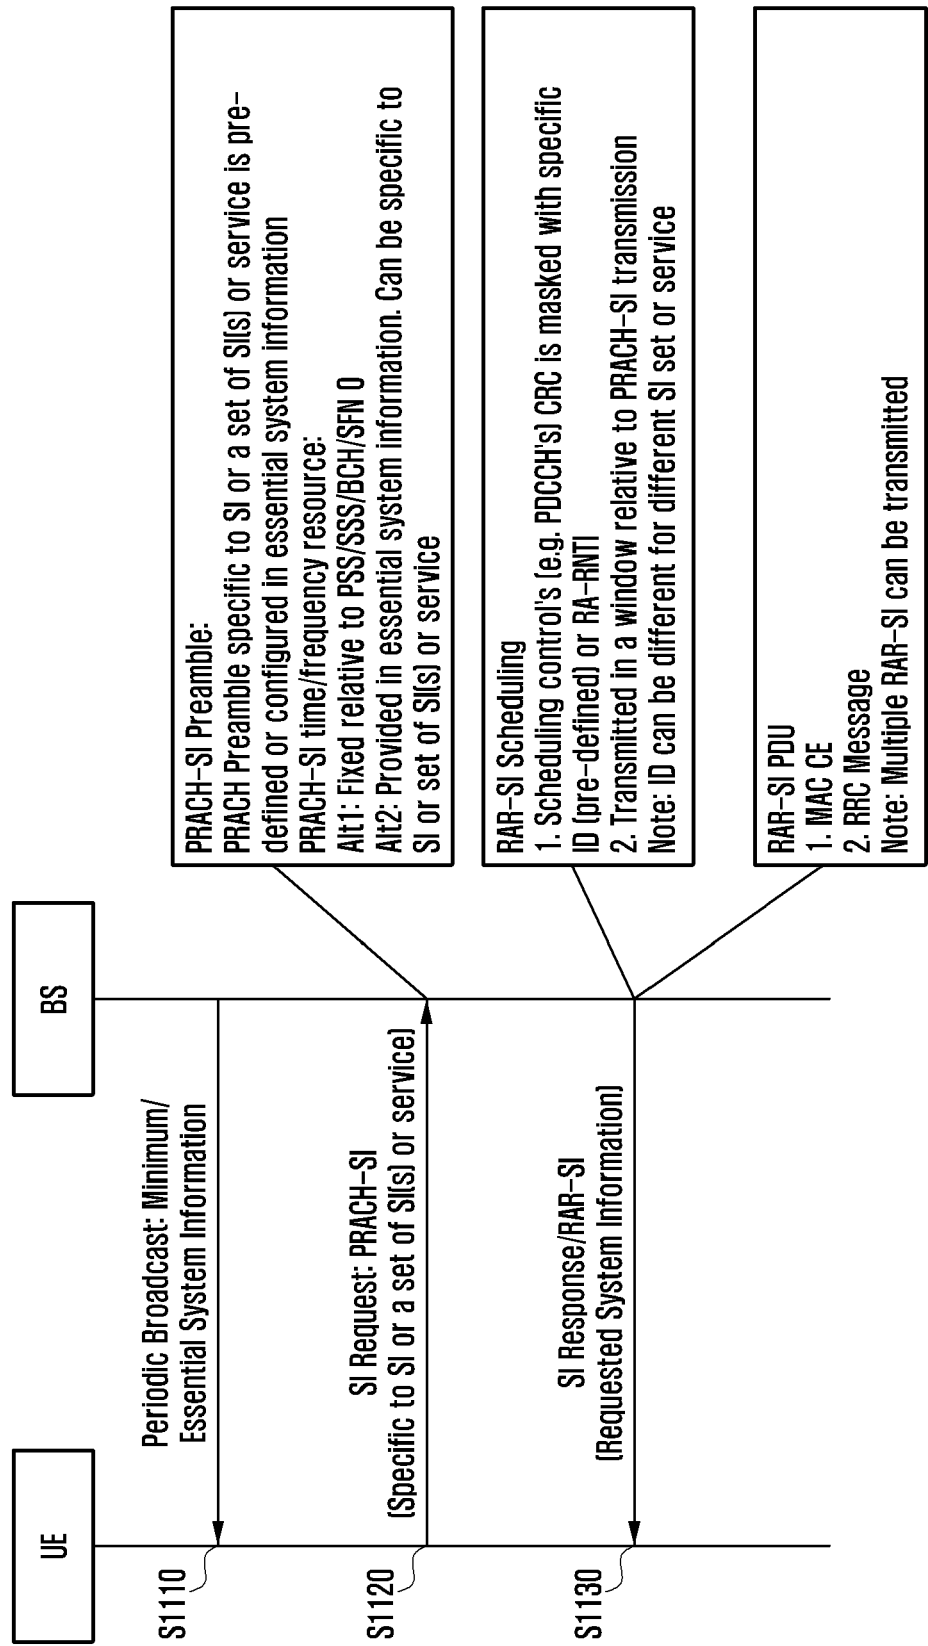 UE
BS
S1110
Periodic Broadcast: Minimum/
Essential System Information
S1120
SI Request: PRACH-SI
(Specific to SI or a set of SI(s) or service)
S1130
SI Response/RAR-SI
(Requested System Information)
PRACH-SI Preamble:
PRACH Preamble specific to SI or a set of SI(s) or service is pre-
defined or configured in essential system information
PRACH-SI time/frequency resource:
Alt1: Fixed relative to PSS/SSS/BCH/SFN 0
Alt2: Provided in essential system information. Can be specific to
SI or set of SI(s) or service
RAR-SI Scheduling
1. Scheduling control's (e.g. PDCCH's) CRC is masked with specific
ID (pre-defined) or RA-RNTI
2. Transmitted in a window relative to PRACH-SI transmission
Note: ID can be different for different SI set or service
RAR-SI PDU
1. MAC CE
2. RRC Message
Note: Multiple RAR-SI can be transmitted